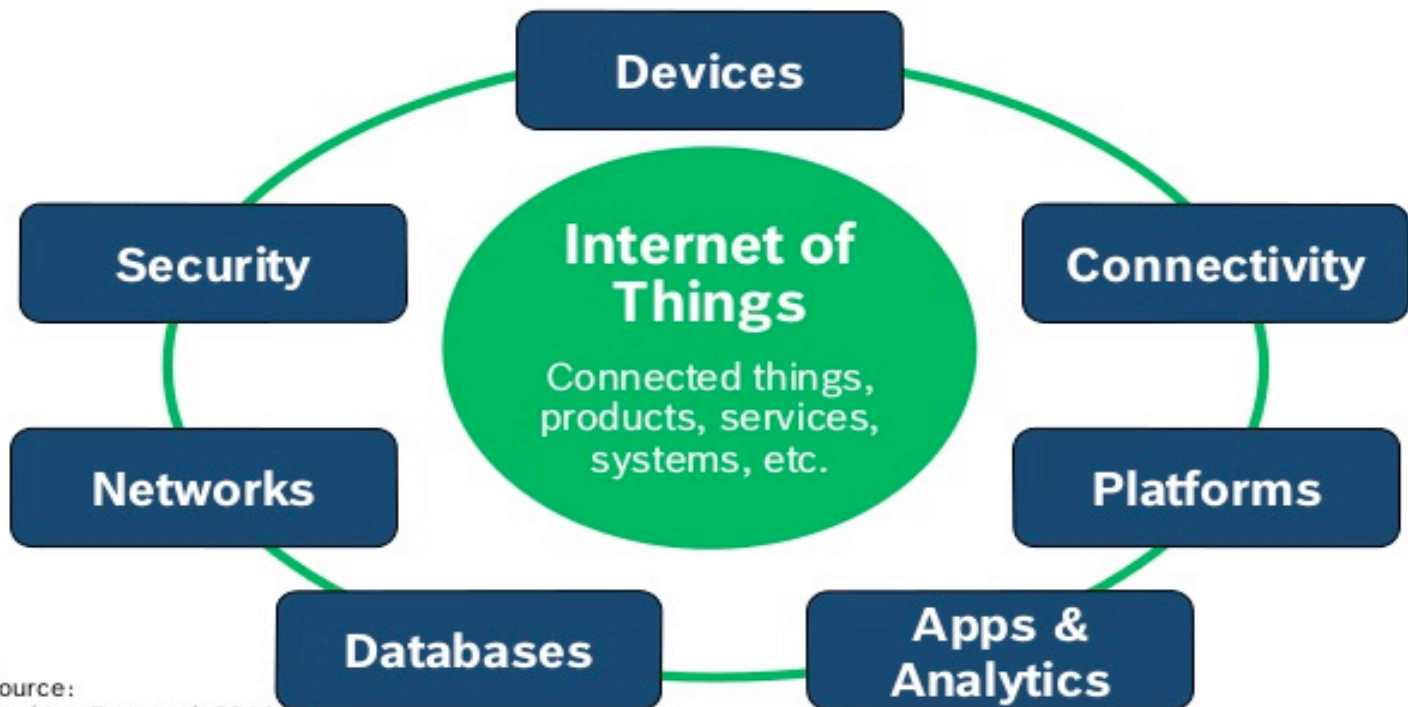 Devices
Security
Internet of
Things
Connectivity
Connected things,
products, services,
systems, etc.
Networks
Platforms
Databases
Apps &
Analytics
ource: